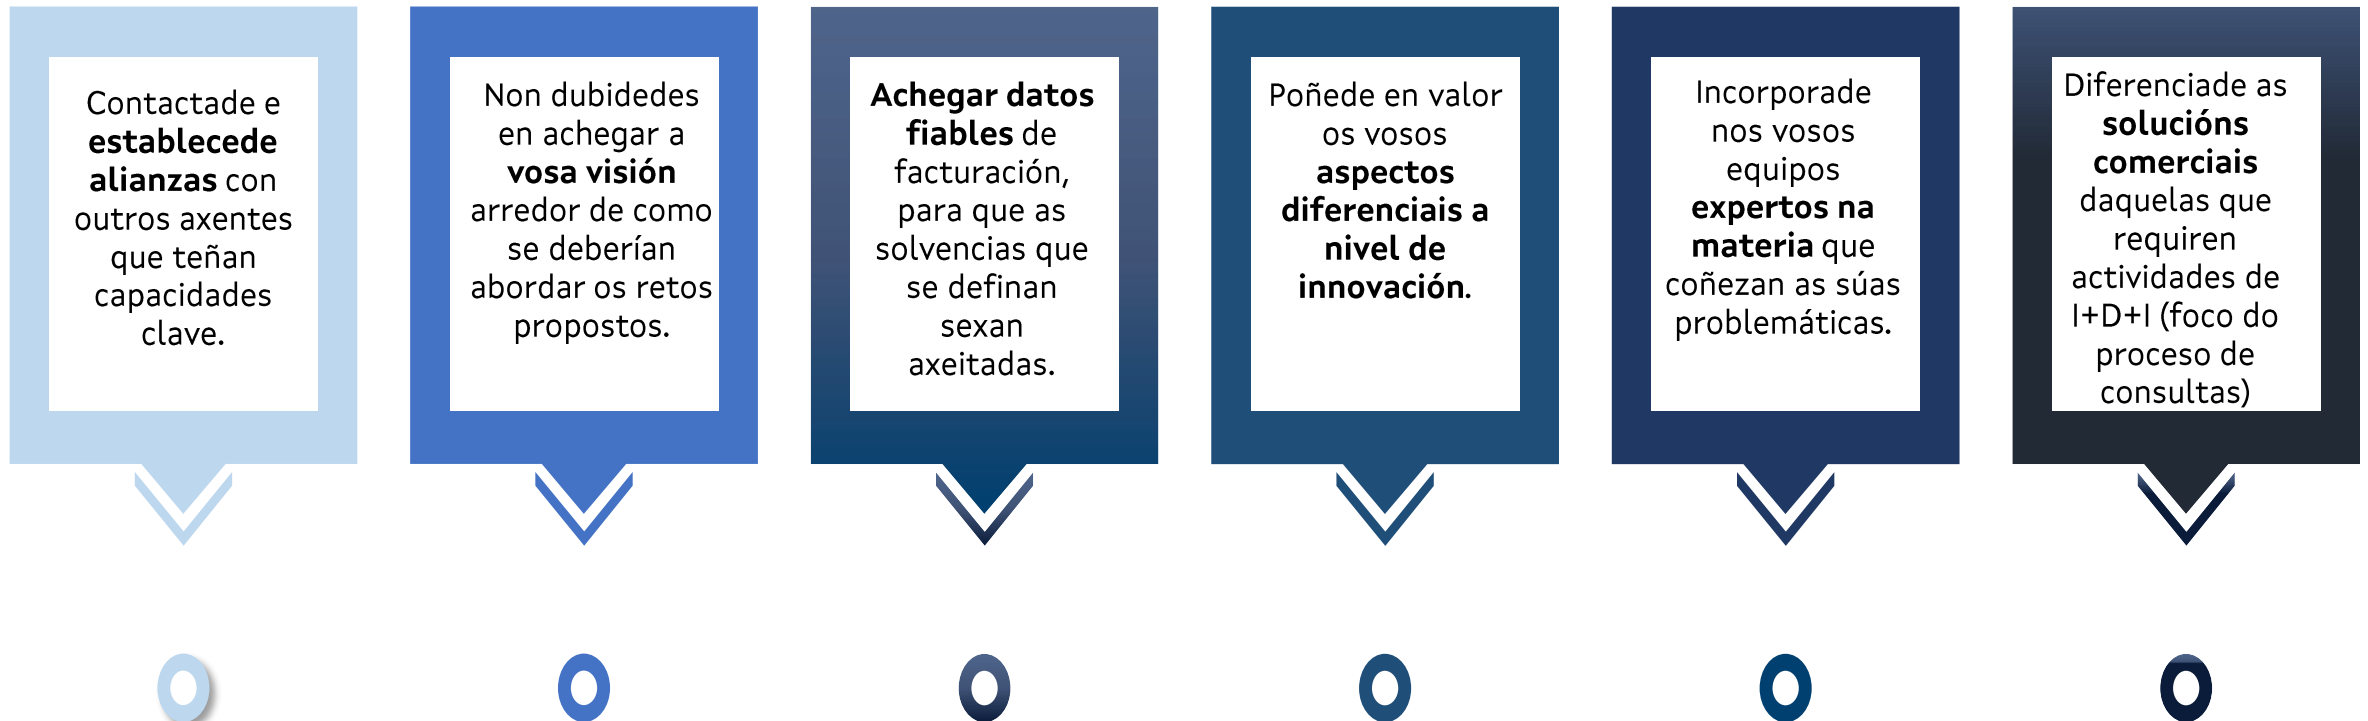 Contactade e
establecede
alianzas con
outros axentes
que teñan
capacidades
clave.
Non dubidedes
en achegar a
vosa visión
arredor de como
se deberían
abordar os retos
propostos.
Achegar datos
fiables de
facturación,
para que as
solvencias que
se definan
sexan
axeitadas.
Poñede en valor
os vosos
aspectos
diferenciais a
nivel de
innovación.
Incorporade
nos vosos
equipos
expertos na
materia que
coñezan as súas
problemáticas.
Diferenciade as
solucións
comerciais
daquelas que
requiren
actividades de
I+D+I (foco do
proceso de
consultas)